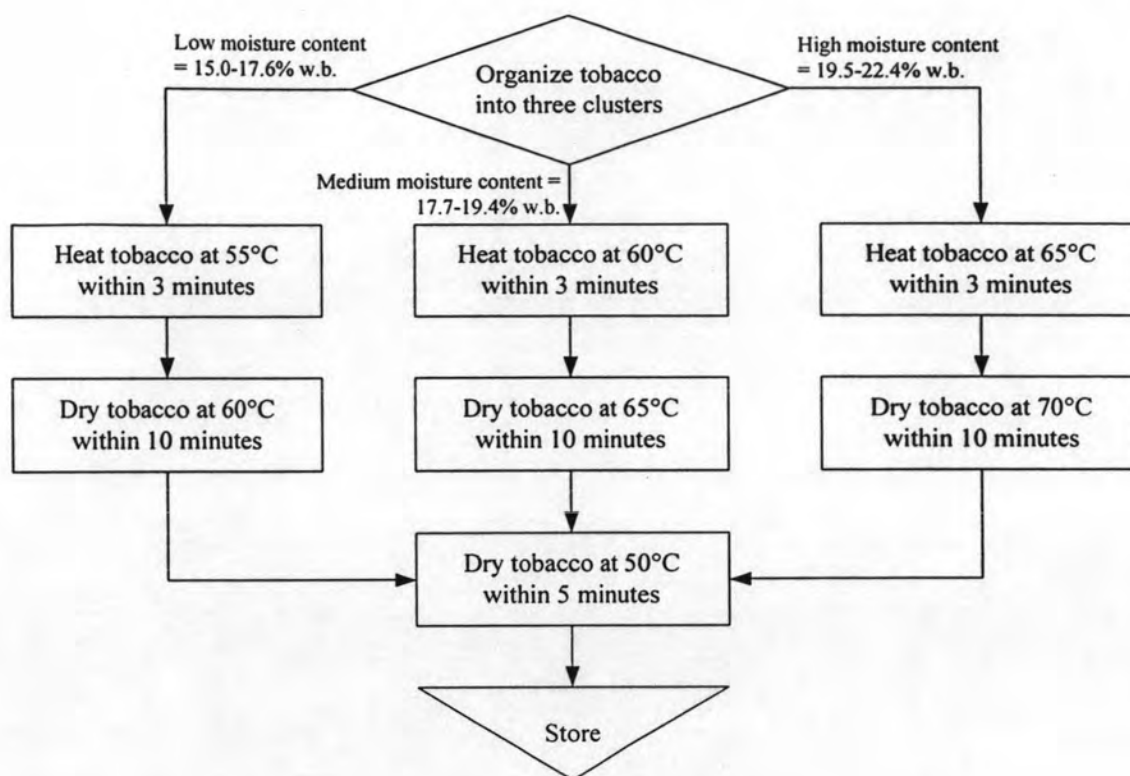 Low moisture content
= 15.0-17.6% w.b.
Organize tobacco
into three clusters
High moisture content
= 19.5-22.4% w.b.
Medium moisture content =
17.7-19.4% w.b.
Heat tobacco at 55°C
within 3 minutes
Heat tobacco at 60°C
within 3 minutes
Heat tobacco at 65°C
within 3 minutes
Dry tobacco at 60°C
within 10 minutes
Dry tobacco at 65°C
within 10 minutes
Dry tobacco at 70°C
within 10 minutes
Dry tobacco at 50°C
within 5 minutes
Store